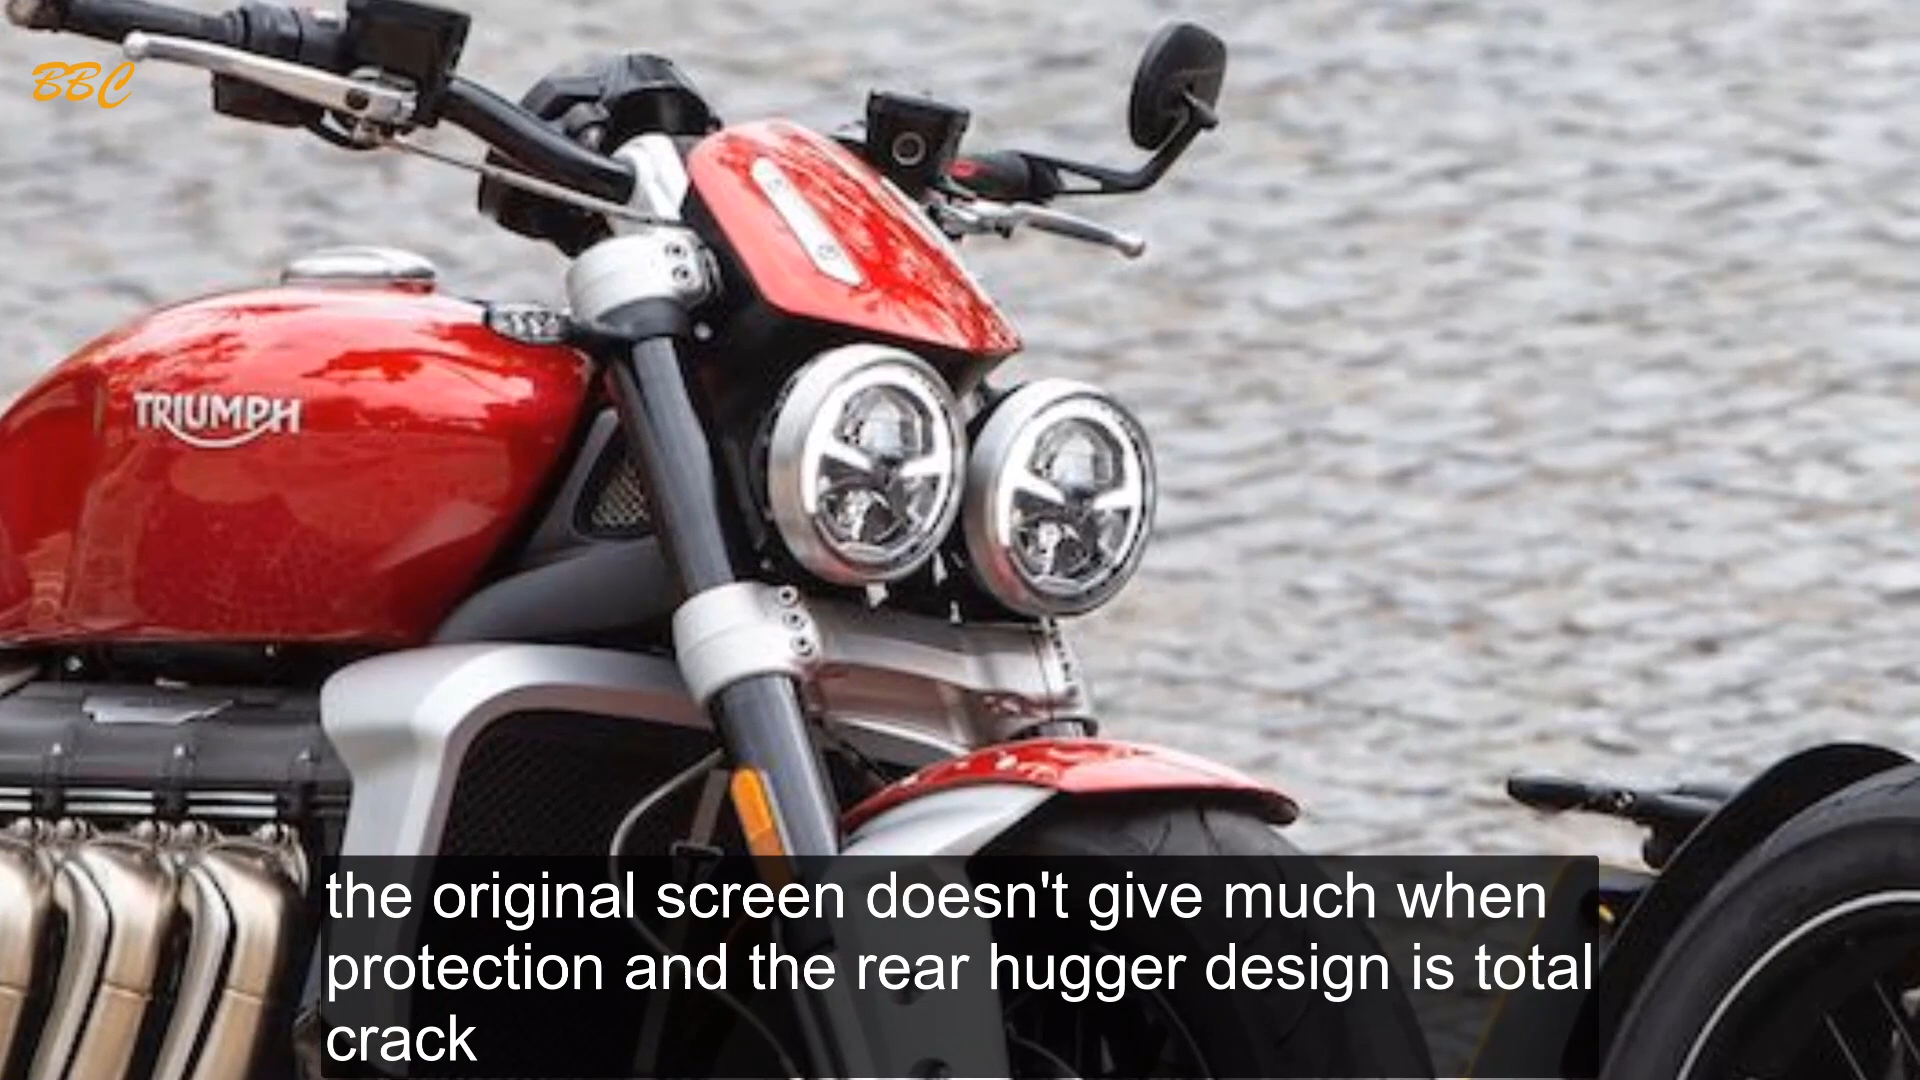 BBC
TRIUMPH
the original screen doesn't give much when
protection and the rear hugger design is total
crack